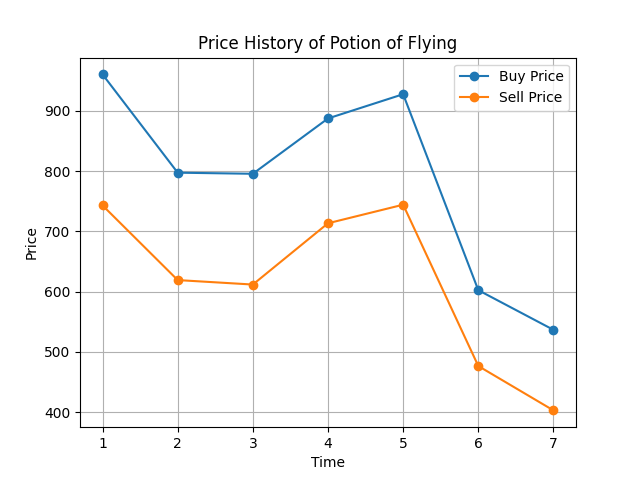 Price History of Potion of Flying
Buy Price
Sell Price
Price
900
800
700
600
500
400
1 2 3 4 5 6 7
Time